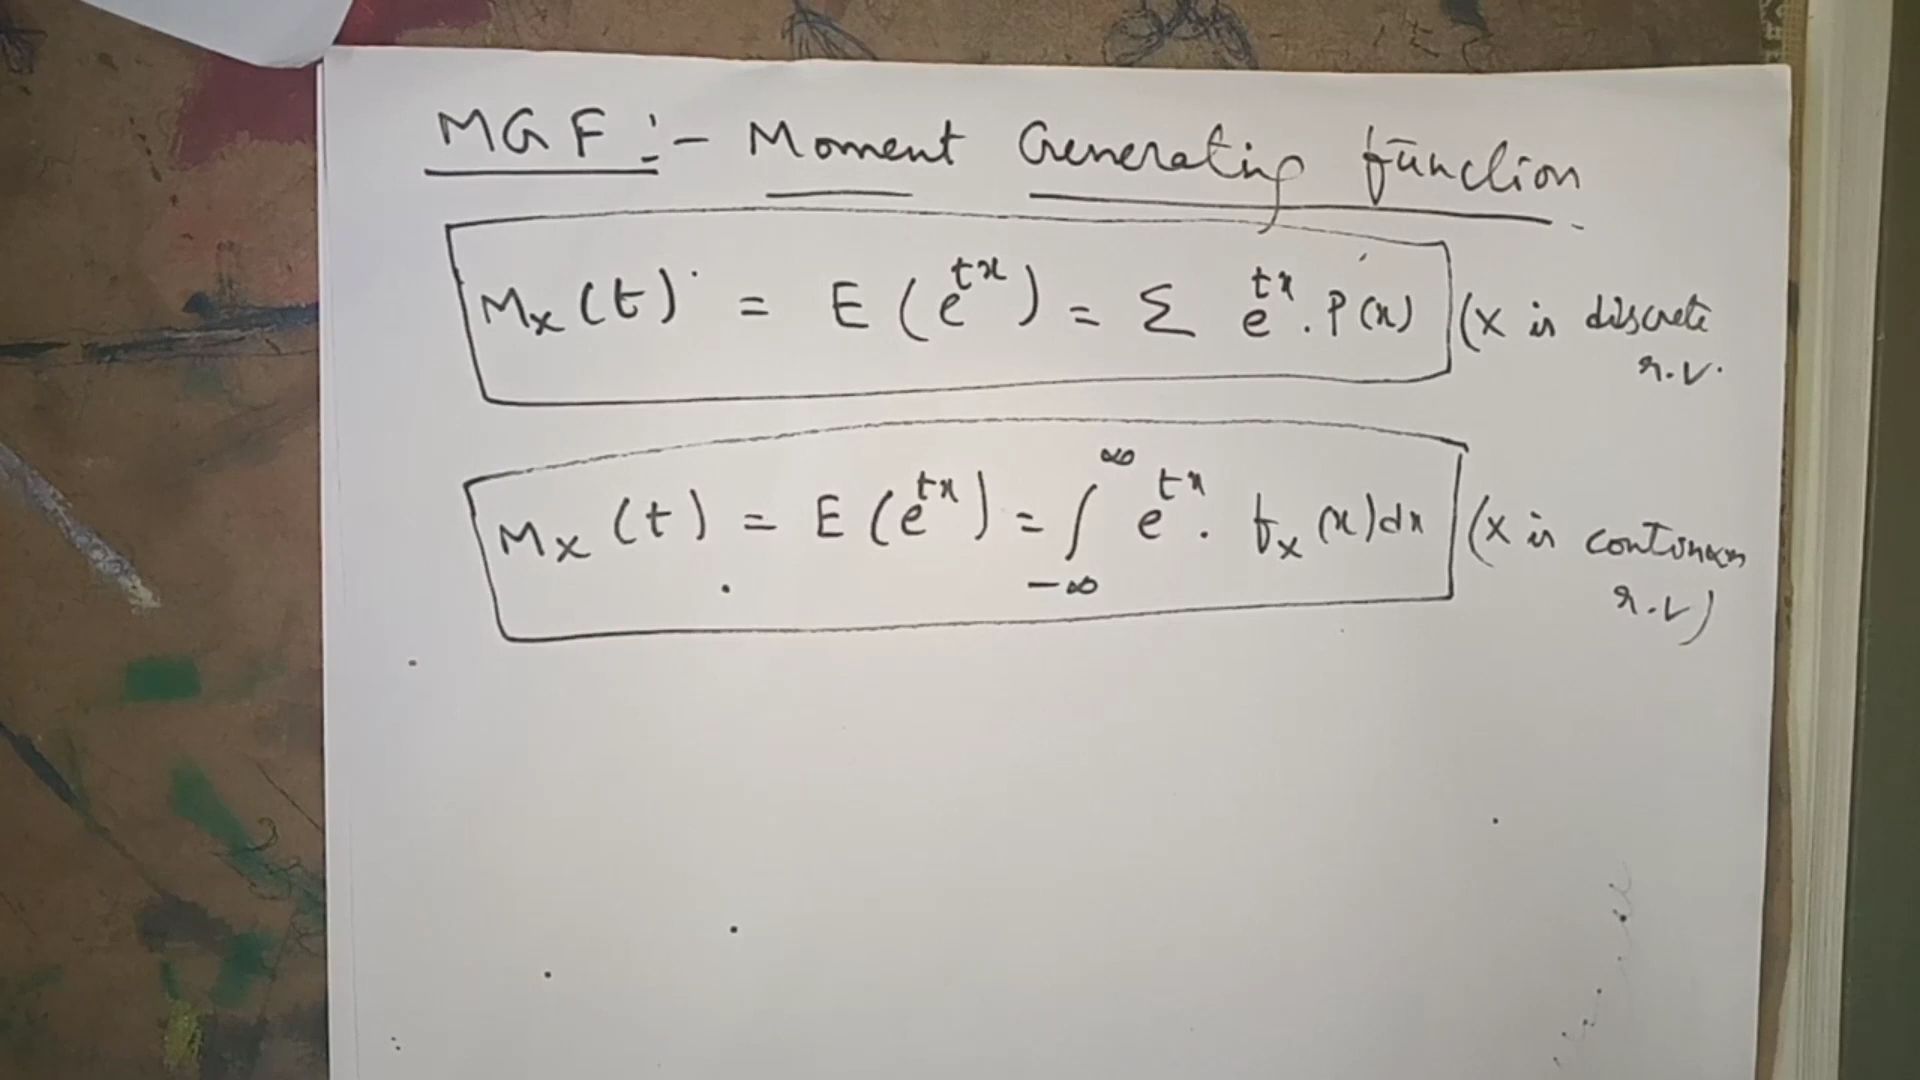 MGF :- Moment Generating function
Mx(t) = E(e^tx) = Σ e^tx . P(x) (X is discrete
r.v.
Mx(t) = E(e^tx) = ∫_-∞^∞ e^tx . fx(x)dx (X is continuous
r.v)